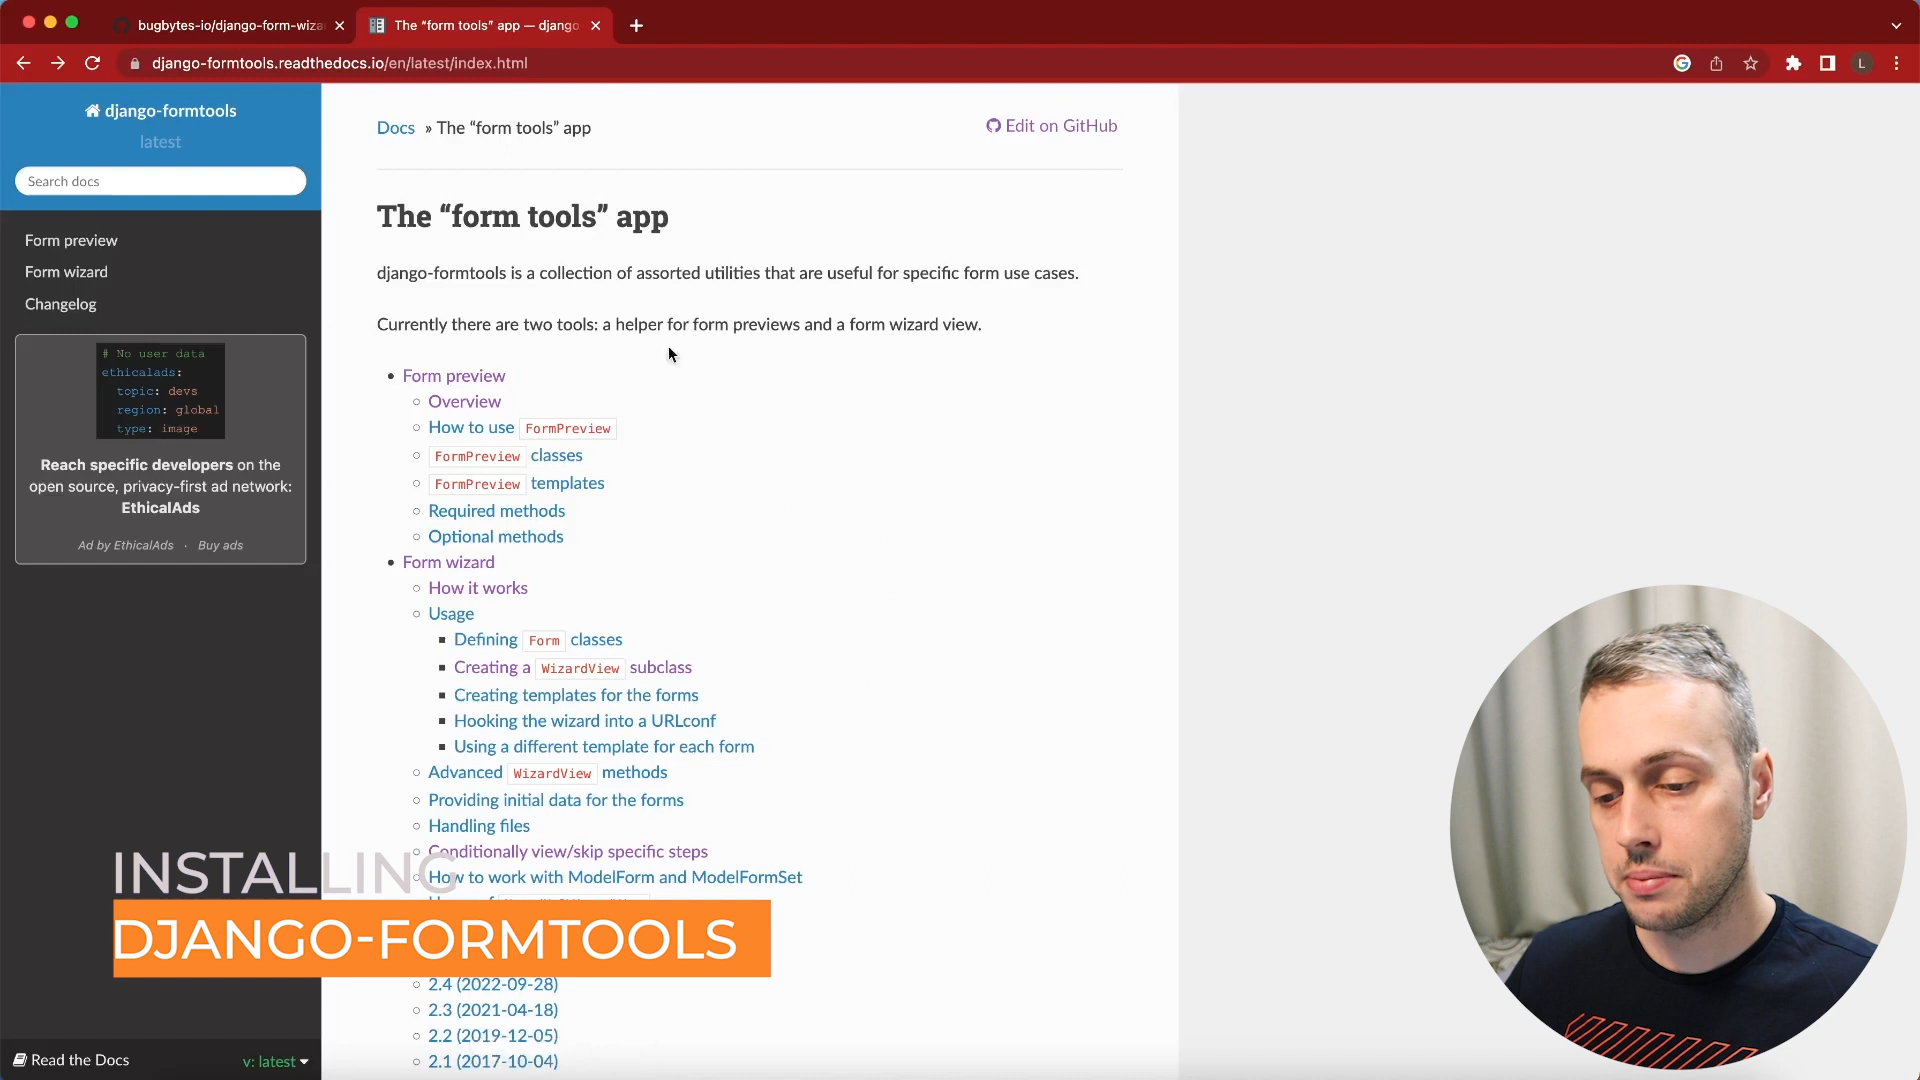 bugbytes-io/django-form-wiza
The “form tools” app — django
django-formtools.readthedocs.io/en/latest/index.html
L
django-formtools
latest
Search docs
Form preview
Form wizard
Changelog
# No user data
ethicalads:
topic: devs
region: global
type: image
Reach specific developers on the
open source, privacy-first ad network:
EthicalAds
Ad by EthicalAds · Buy ads
Read the Docs
v: latest
Docs » The “form tools” app
Edit on GitHub
The “form tools” app
django-formtools is a collection of assorted utilities that are useful for specific form use cases.
Currently there are two tools: a helper for form previews and a form wizard view.
Form preview
Overview
How to use FormPreview
FormPreview classes
FormPreview templates
Required methods
Optional methods
Form wizard
How it works
Usage
Defining Form classes
Creating a WizardView subclass
Creating templates for the forms
Hooking the wizard into a URLconf
Using a different template for each form
Advanced WizardView methods
Providing initial data for the forms
Handling files
Conditionally view/skip specific steps
How to work with ModelForm and ModelFormSet
INSTALLING
DJANGO-FORMTOOLS
2.4 (2022-09-28)
2.3 (2021-04-18)
2.2 (2019-12-05)
2.1 (2017-10-04)